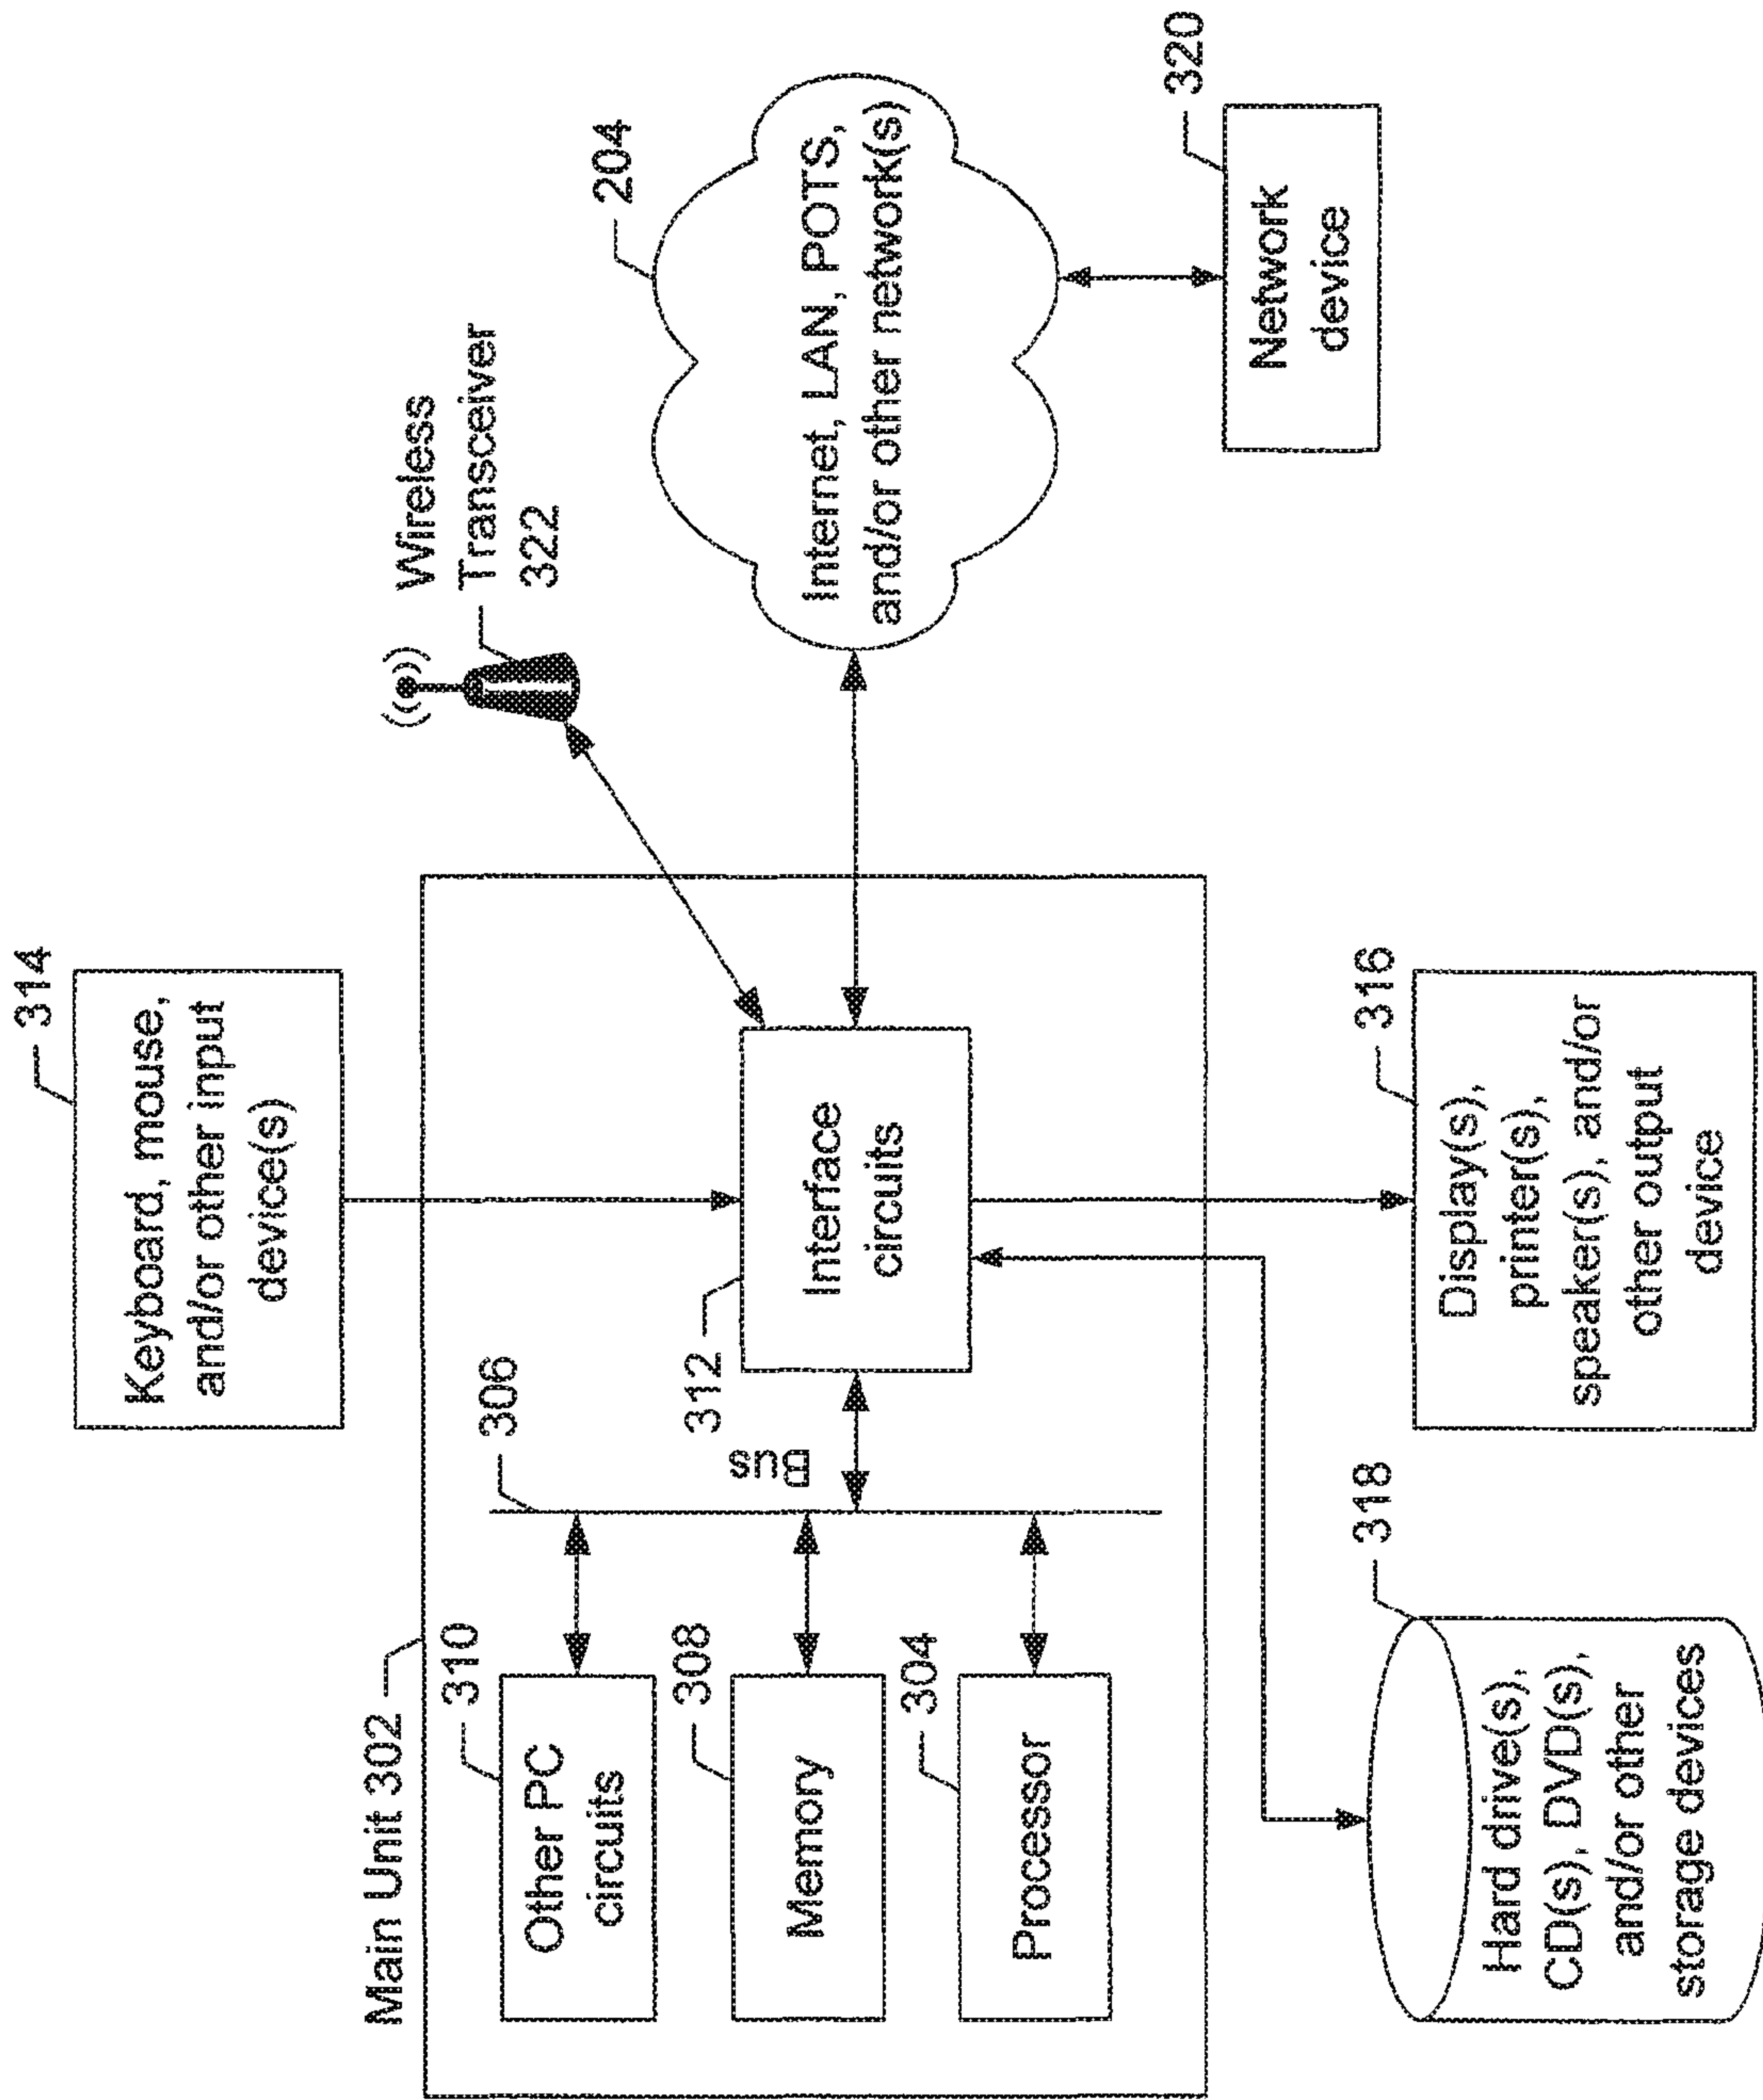 314
Keyboard, mouse,
and/or other input
device(s)
Wireless
Transceiver
322
Main Unit 302
310
Other PC
circuits
306
Bus
308
Memory
304
Processor
312
Interface
circuits
204
Internet, LAN, POTS,
and/or other network(s)
320
Network
device
318
Hard drive(s),
CD(s), DVD(s),
and/or other
storage devices
316
Display(s),
printer(s),
speaker(s), and/or
other output
device